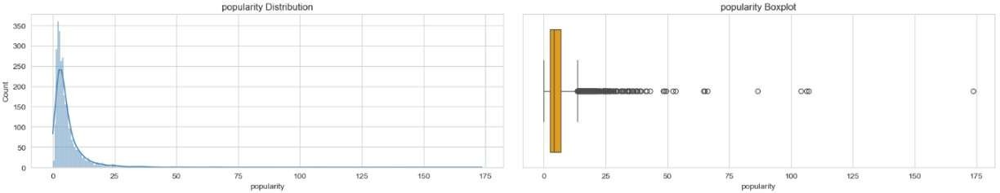 popularity Distribution
350
300
250
200
150
100
50
0
Count
0 25 50 75 100 125 150 175
popularity
popularity Boxplot
0 25 50 75 100 125 150 175
popularity